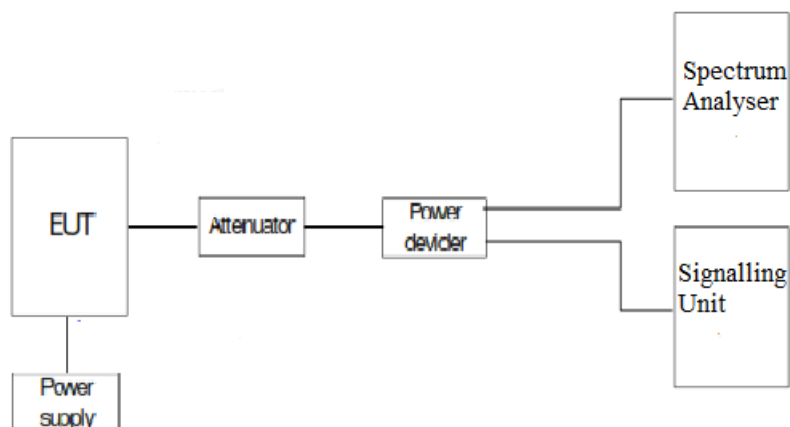 Spectrum
Analyser
EUT
Attenuator
Power
devider
Signalling
Unit
Power
supply